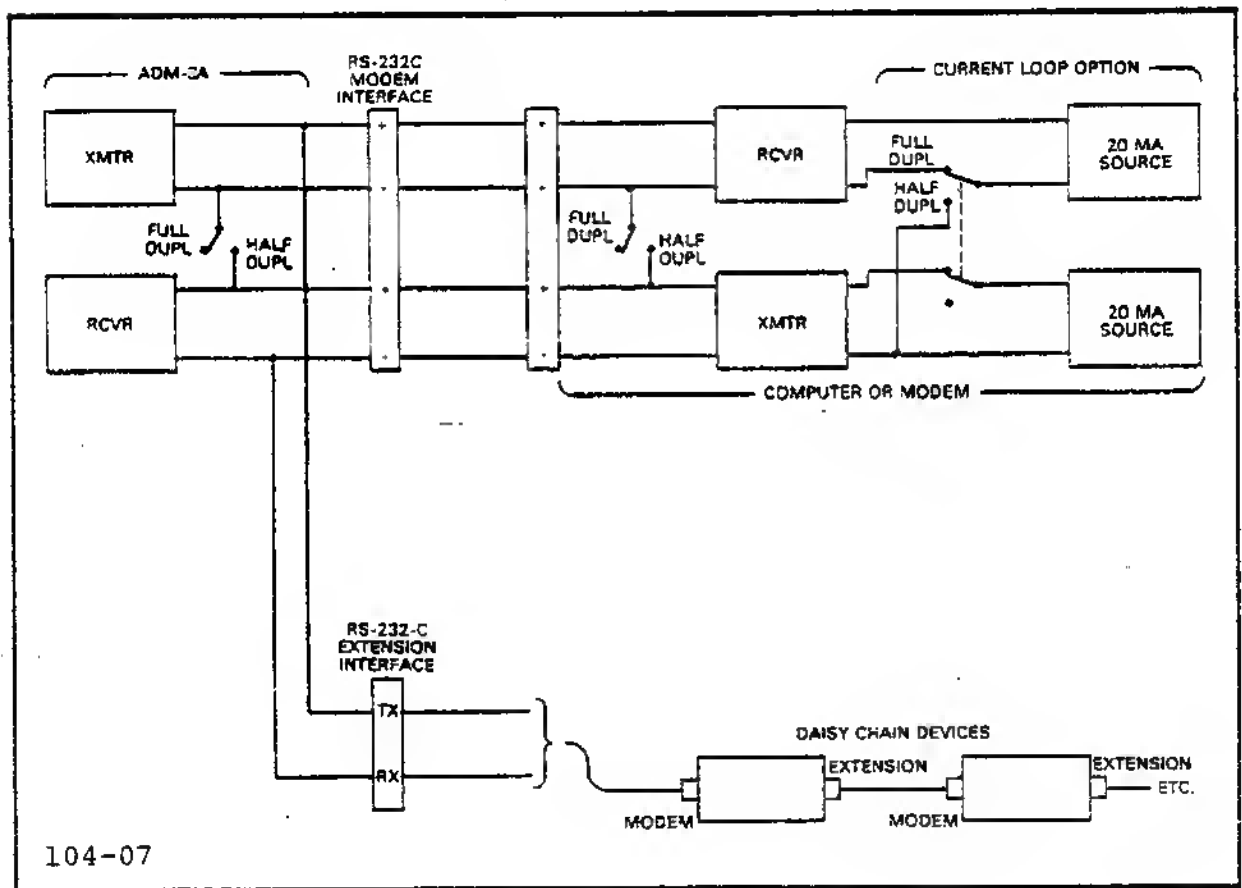 ADM-3A
RS-232C
MODEM
INTERFACE
CURRENT LOOP OPTION
XMTR
RCVR
FULL
DUPL
HALF
DUPL
20 MA
SOURCE
FULL
DUPL
HALF
DUPL
FULL
DUPL
HALF
DUPL
RCVR
XMTR
20 MA
SOURCE
COMPUTER OR MODEM
RS-232-C
EXTENSION
INTERFACE
TX
RX
DAISY CHAIN DEVICES
EXTENSION
EXTENSION
ETC.
MODEM
MODEM
104-07